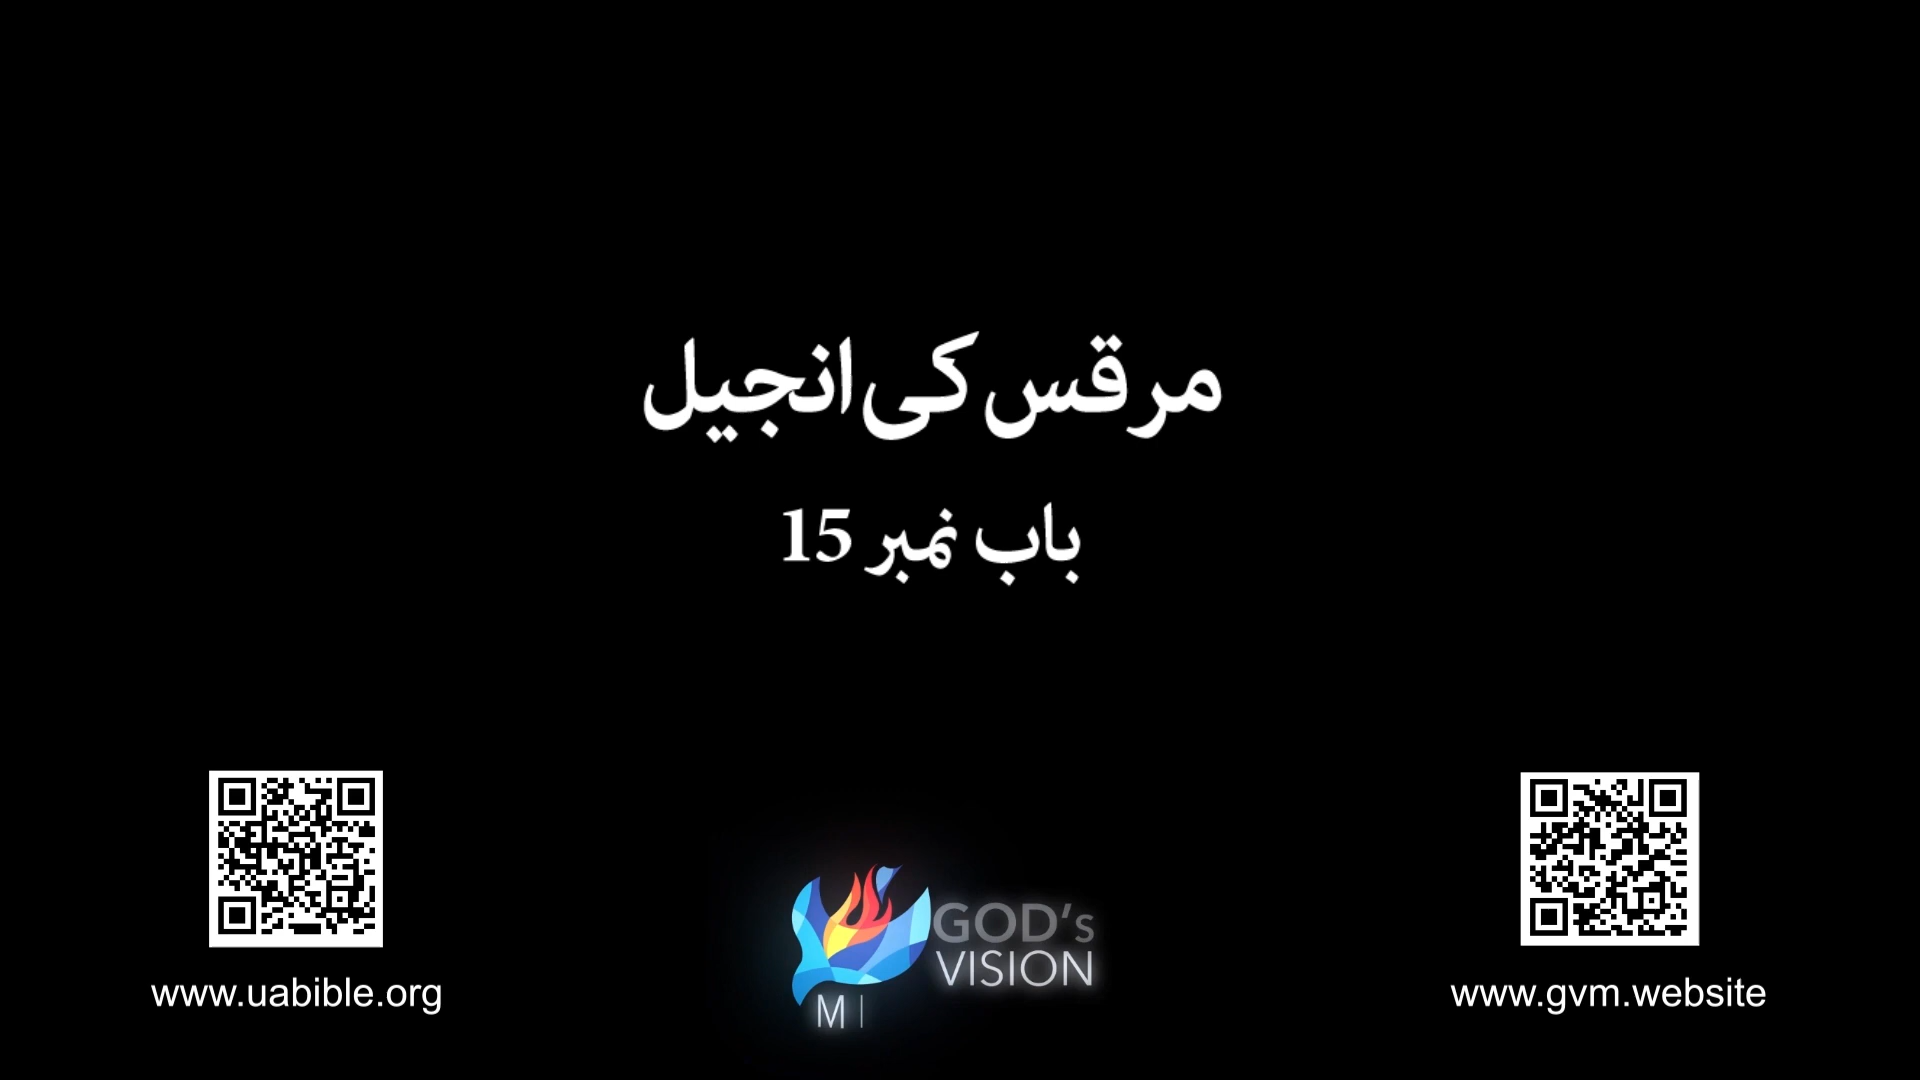 مرقس کی انجیل
باب نمبر 15
GOD's
VISION
M I
www.uabible.org
www.gvm.website